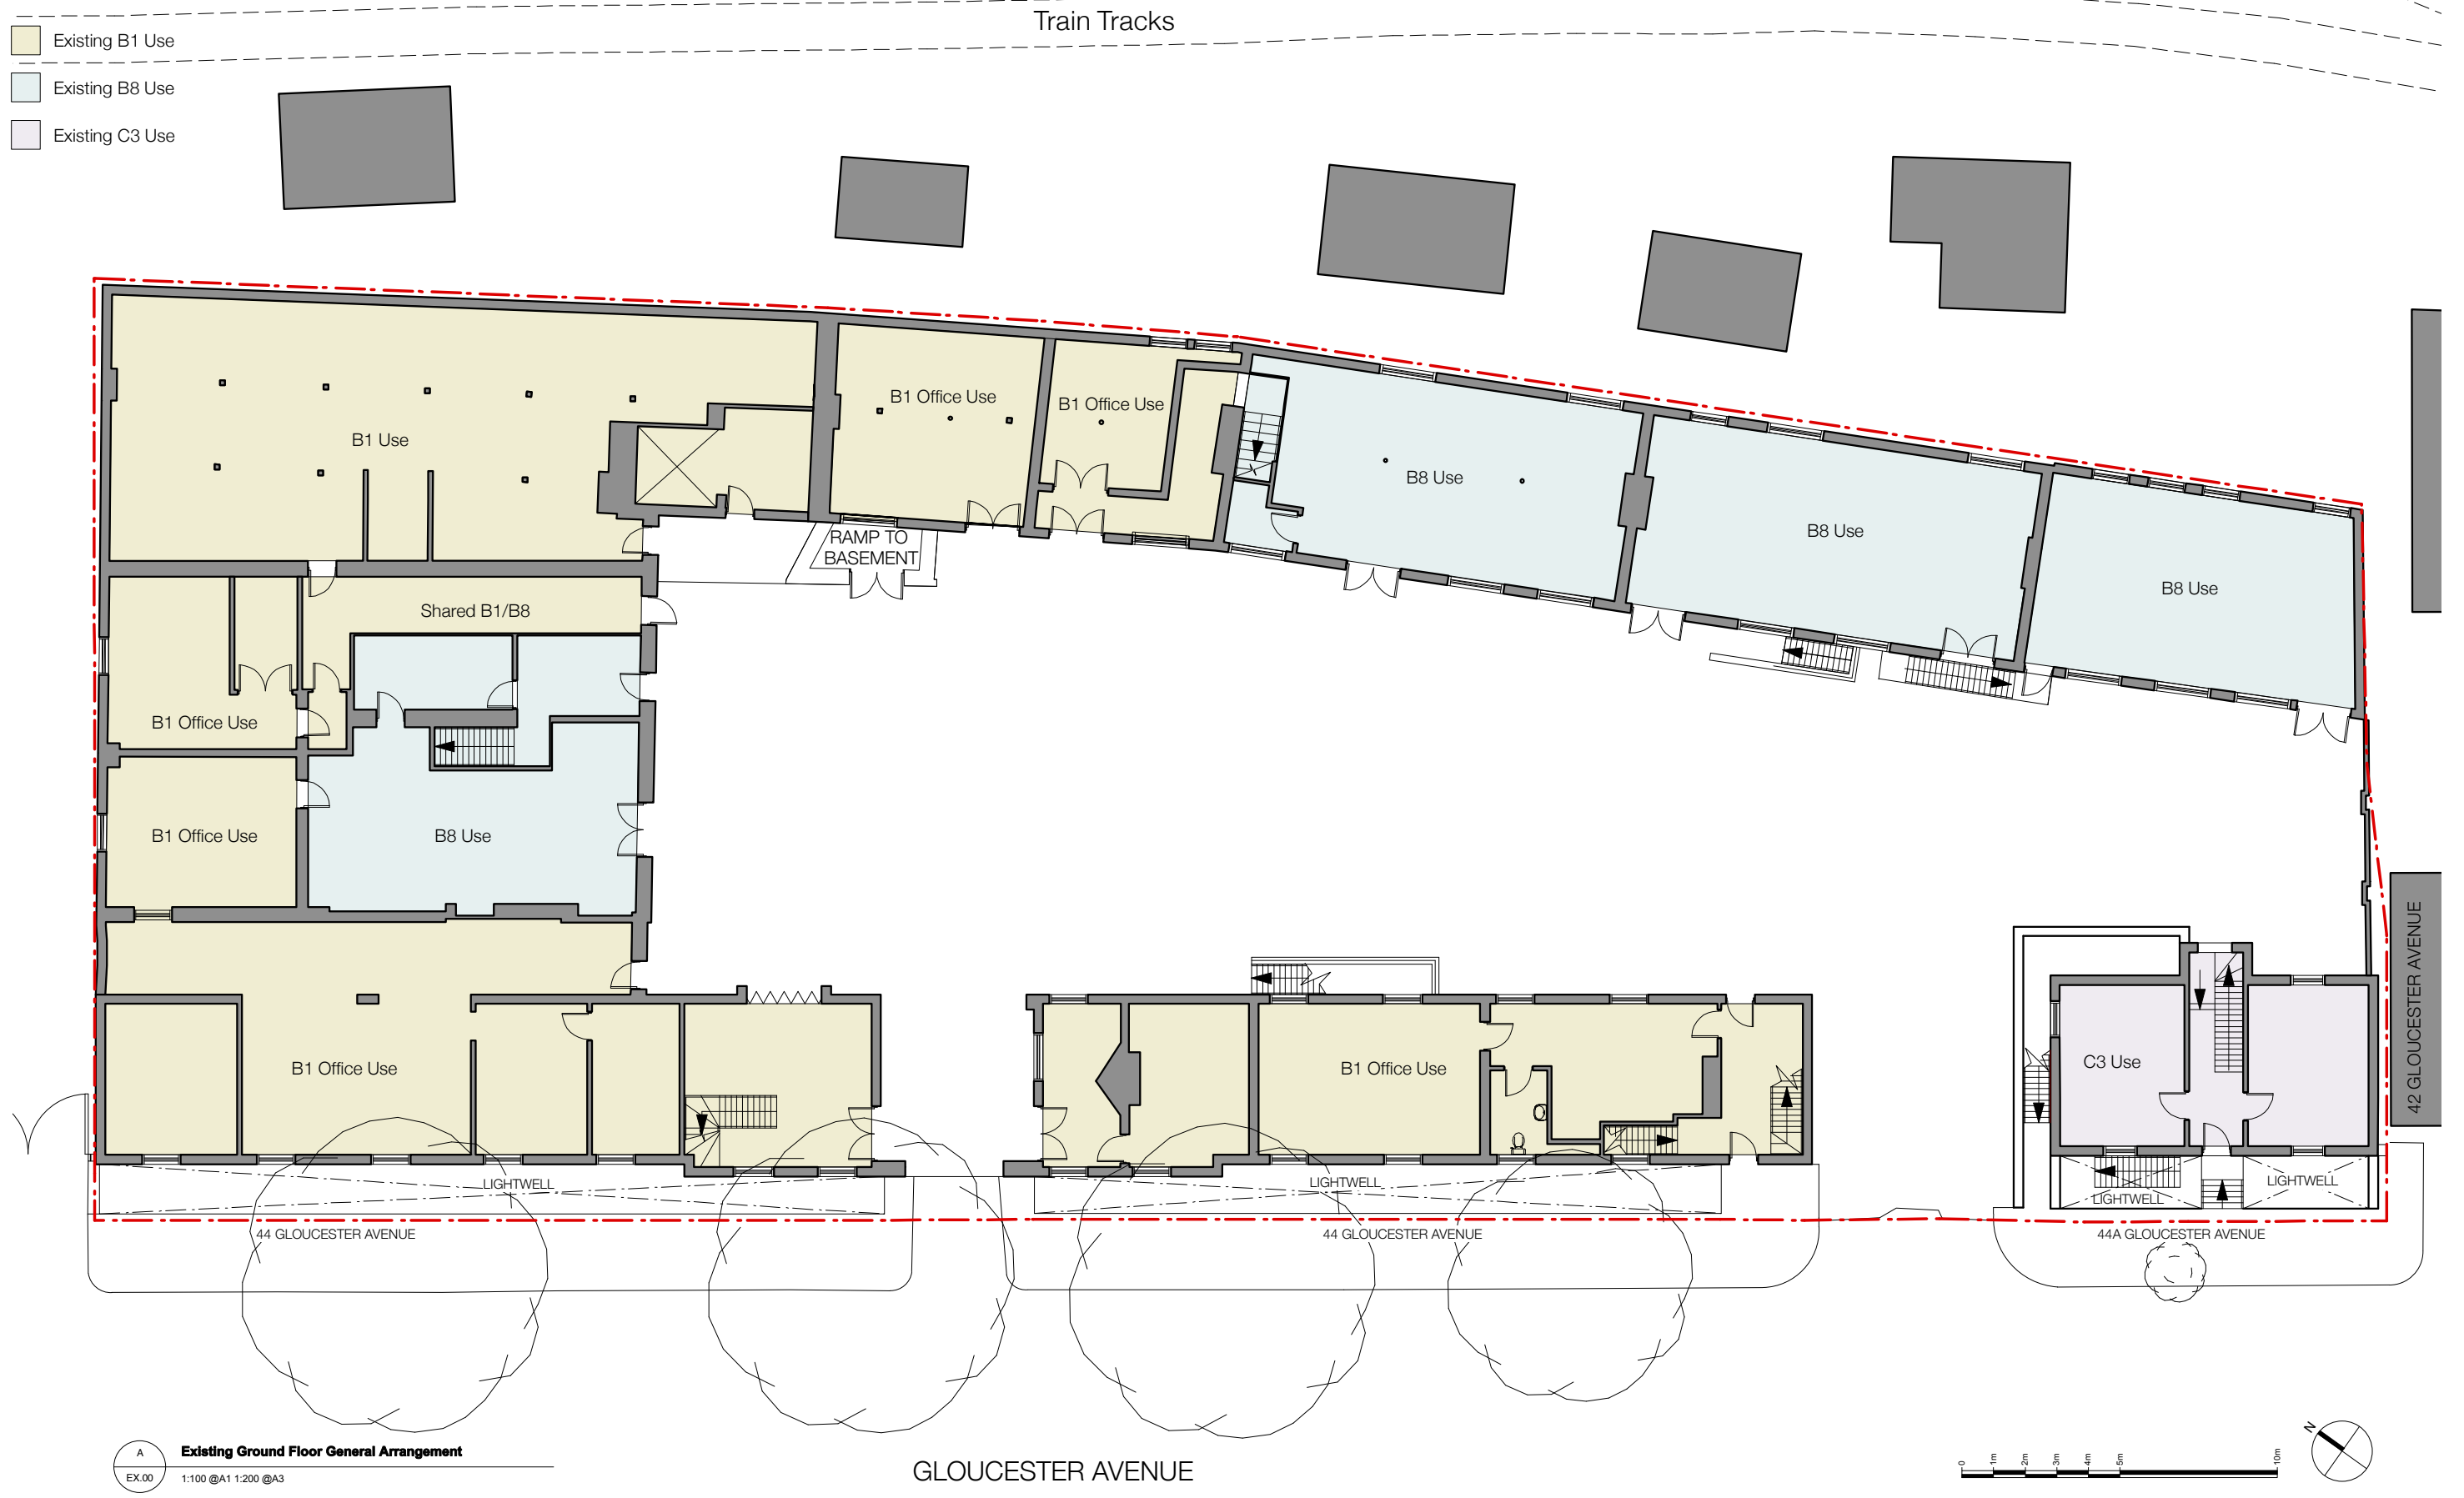 Train Tracks
Existing B1 Use
Existing B8 Use
Existing C3 Use
B1 Use
B1 Office Use
B1 Office Use
B8 Use
B8 Use
B8 Use
RAMP TO
BASEMENT
Shared B1/B8
B1 Office Use
B1 Office Use
B8 Use
B1 Office Use
B1 Office Use
C3 Use
42 GLOUCESTER AVENUE
LIGHTWELL
LIGHTWELL
LIGHTWELL
LIGHTWELL
44 GLOUCESTER AVENUE
44 GLOUCESTER AVENUE
44A GLOUCESTER AVENUE
A
EX.00
Existing Ground Floor General Arrangement
1:100 @A1 1:200 @A3
GLOUCESTER AVENUE
0 1m 2m 3m 4m 5m 10m
N